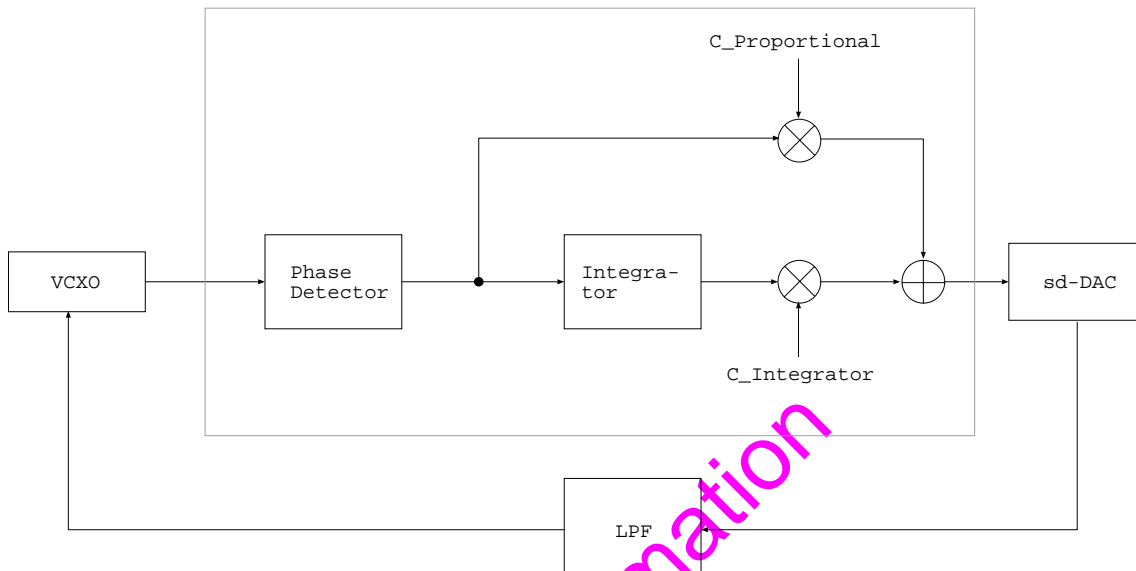 C_Proportional
VCXO
Phase
Detector
Integra-
tor
sd-DAC
C_Integrator
LPF
mation